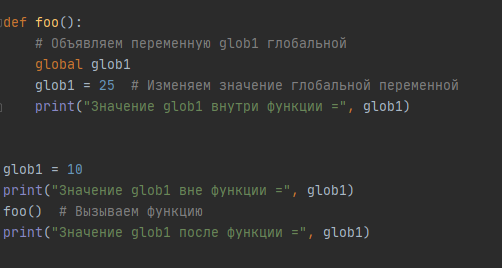 def foo():
    # Объявляем переменную glob1 глобальной
    global glob1
    glob1 = 25  # Изменяем значение глобальной переменной
    print("Значение glob1 внутри функции =", glob1)
glob1 = 10
print("Значение glob1 вне функции =", glob1)
foo()  # Вызываем функцию
print("Значение glob1 после функции =", glob1)